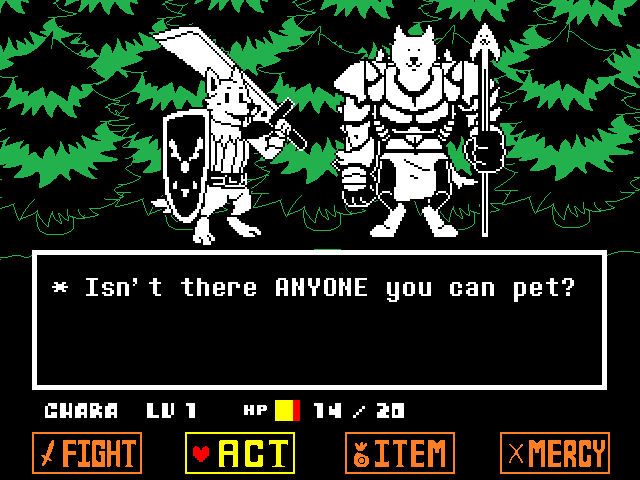 * Isn't there ANYONE you can pet?
CHARA LV 1 HP 14 / 20
FIGHT ACT ITEM MERCY